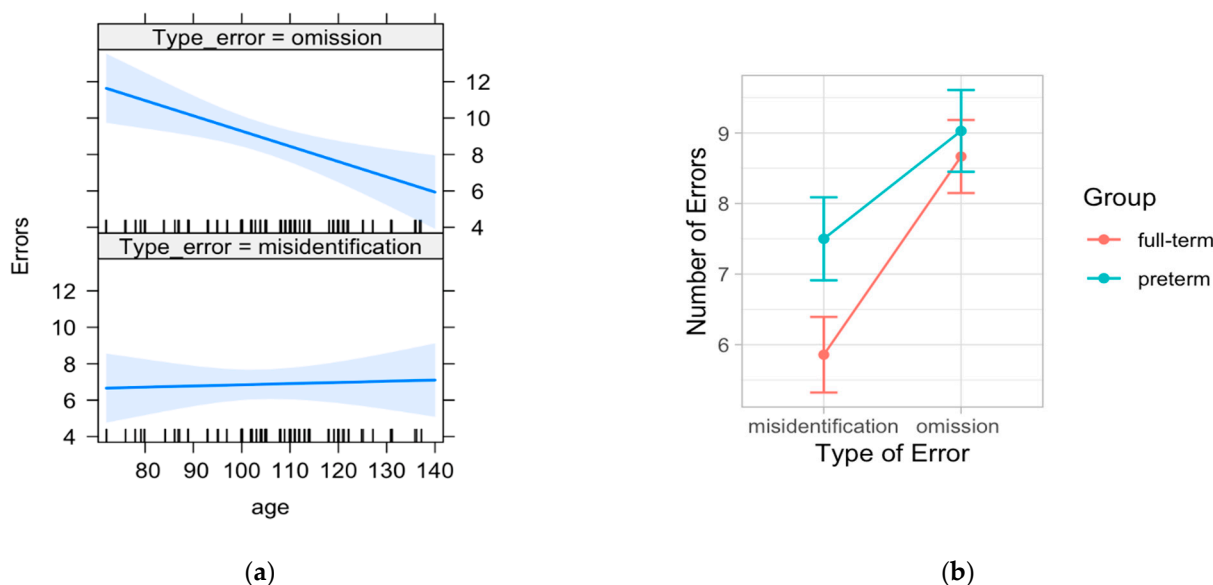 Type_error = omission
12
10
8
6
4
Type_error = misidentification
12
10
8
6
4
Errors
80 90 100 110 120 130 140
age
(a)
9
8
7
6
Number of Errors
misidentification omission
Type of Error
Group
full-term
preterm
(b)